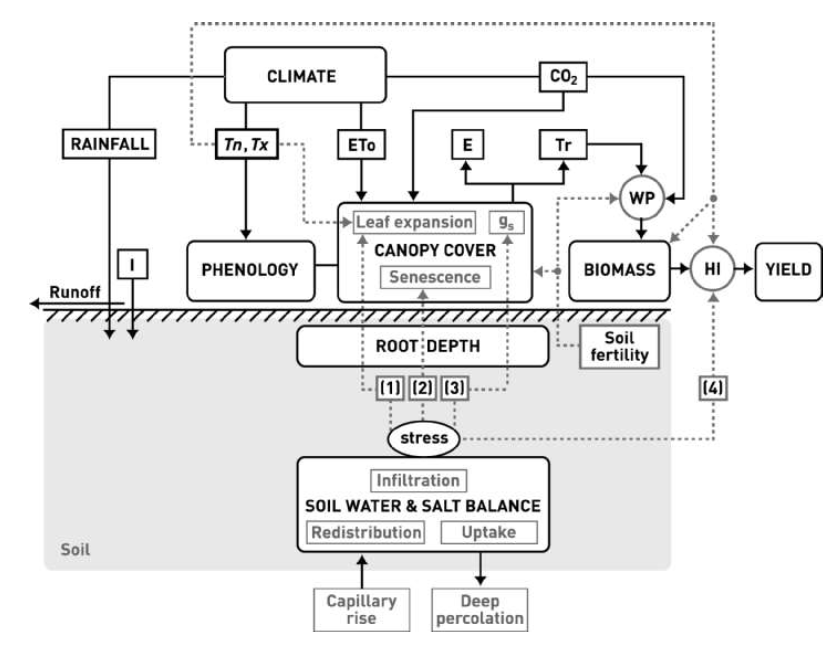 CLIMATE
CO₂
RAINFALL
Tn, Tx
ETo
E
Tr
WP
Leaf expansion
gₛ
CANOPY COVER
Senescence
I
PHENOLOGY
BIOMASS
HI
YIELD
Runoff
ROOT DEPTH
Soil
fertility
(1)
(2)
(3)
(4)
stress
Infiltration
SOIL WATER & SALT BALANCE
Redistribution
Uptake
Soil
Capillary
rise
Deep
percolation